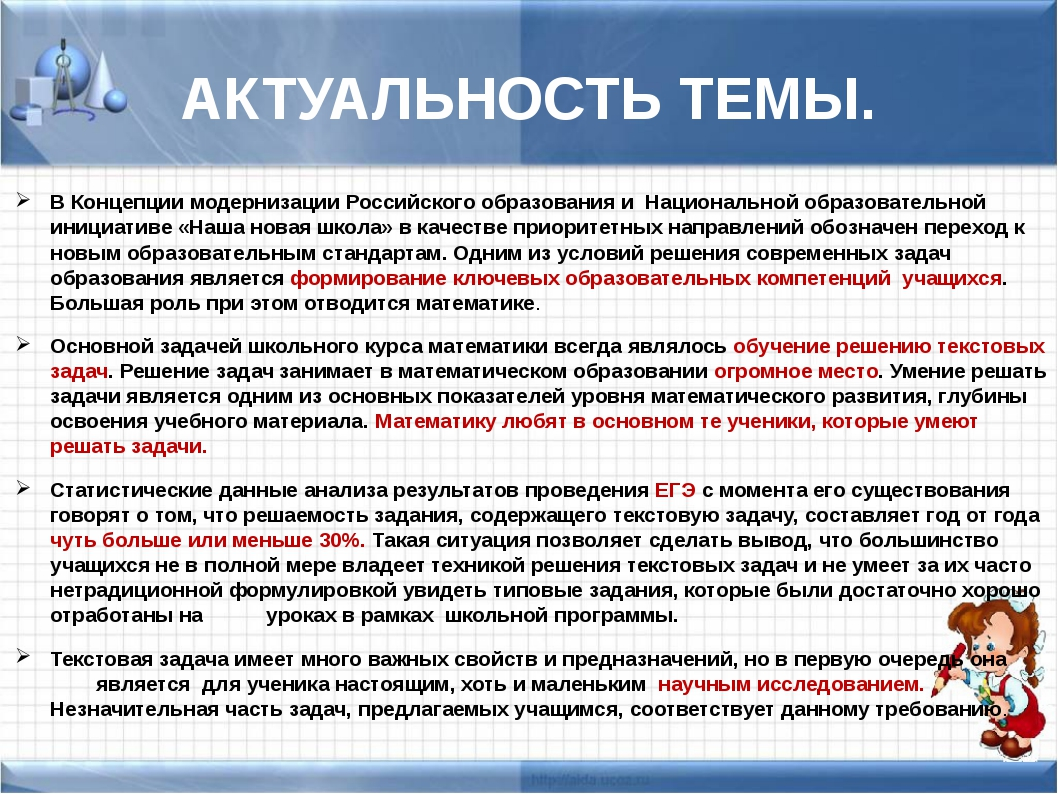 АКТУАЛЬНОСТЬ ТЕМЫ.
В Концепции модернизации Российского образования и Национальной образовательной
инициативе «Наша новая школа» в качестве приоритетных направлений обозначен переход к
новым образовательным стандартам. Одним из условий решения современных задач
образования является формирование ключевых образовательных компетенций учащихся.
Большая роль при этом отводится математике.
Основной задачей школьного курса математики всегда являлось обучение решению текстовых
задач. Решение задач занимает в математическом образовании огромное место. Умение решать
задачи является одним из основных показателей уровня математического развития, глубины
освоения учебного материала. Математику любят в основном те ученики, которые умеют
решать задачи.
Статистические данные анализа результатов проведения ЕГЭ с момента его существования
говорят о том, что решаемость задания, содержащего текстовую задачу, составляет год от года
чуть больше или меньше 30%. Такая ситуация позволяет сделать вывод, что большинство
учащихся не в полной мере владеет техникой решения текстовых задач и не умеет за их часто
нетрадиционной формулировкой увидеть типовые задания, которые были достаточно хорошо
отработаны на уроках в рамках школьной программы.
Текстовая задача имеет много важных свойств и предназначений, но в первую очередь она
является для ученика настоящим, хоть и маленьким научным исследованием.
Незначительная часть задач, предлагаемых учащимся, соответствует данному требованию.
http://aida.ucoz.ru